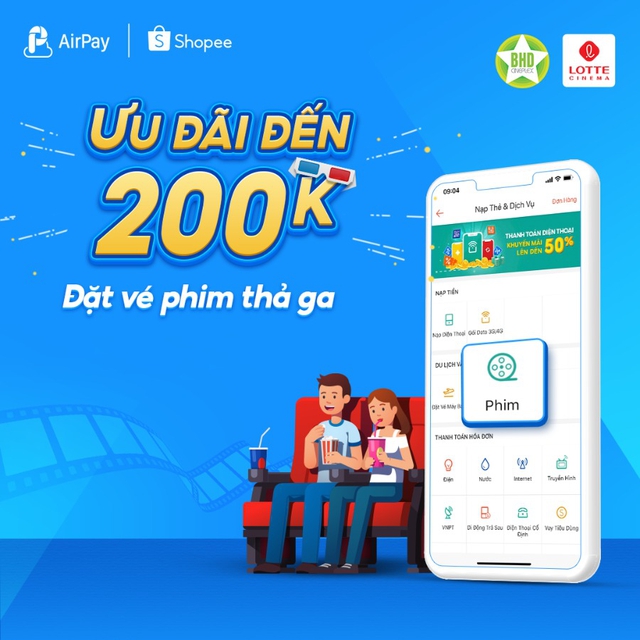 AirPay
Shopee
BHD
CINEPLEX
LOTTE
CINEMA
ƯU ĐÃI ĐẾN
200K
Đặt vé phim thả ga
09:04
Nạp Thẻ & Dịch Vụ
Đơn Hàng
THANH TOÁN ĐIỆN THOẠI
KHUYẾN MÃI
LÊN ĐẾN 50%
NẠP TIỀN
Nạp Điện Thoại
Gói Data 3G,4G
DU LỊCH VÀ
Đặt Vé Máy B
Phim
THANH TOÁN HÓA ĐƠN
Điện
Nước
Internet
Truyền Hình
VNPT
Di Động Trả Sau
Điện Thoại Cố
Định
Vay Tiêu Dùng